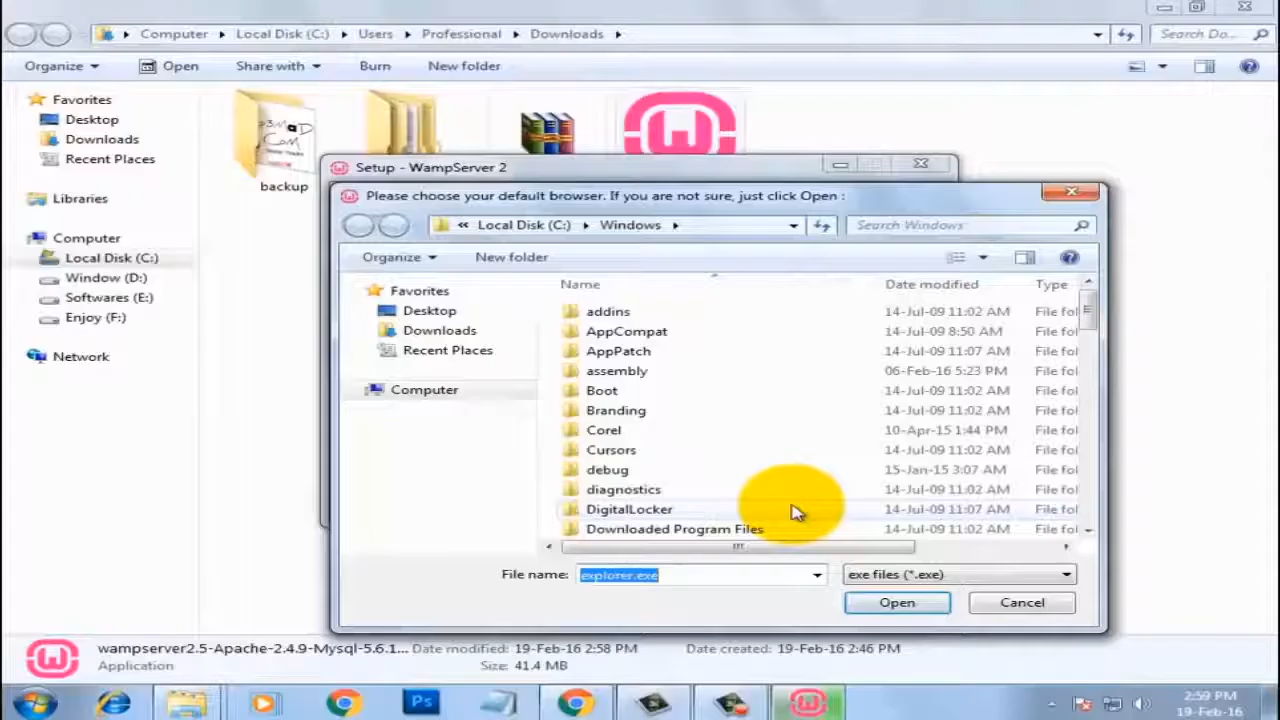 Computer Local Disk (C:) Users Professional Downloads Search Do...
Organize Open Share with Burn New folder
Favorites
Desktop
Downloads
Recent Places
Libraries
Computer
Local Disk (C:)
Window (D:)
Softwares (E:)
Enjoy (F:)
Network
backup
Setup - WampServer 2
Please choose your default browser. If you are not sure, just click Open :
« Local Disk (C:) Windows Search Windows
Organize New folder
Favorites
Desktop
Downloads
Recent Places
Computer
Name Date modified Type
addins 14-Jul-09 11:02 AM File fol
AppCompat 14-Jul-09 8:50 AM File fol
AppPatch 14-Jul-09 11:07 AM File fol
assembly 06-Feb-16 5:23 PM File fol
Boot 14-Jul-09 11:02 AM File fol
Branding 14-Jul-09 11:02 AM File fol
Corel 10-Apr-15 1:44 PM File fol
Cursors 14-Jul-09 11:02 AM File fol
debug 15-Jan-15 3:07 AM File fol
diagnostics 14-Jul-09 11:02 AM File fol
DigitalLocker 14-Jul-09 11:07 AM File fol
Downloaded Program Files 14-Jul-09 11:02 AM File fol
File name: explorer.exe exe files (*.exe)
Open Cancel
wampserver2.5-Apache-2.4.9-Mysql-5.6.1... Date modified: 19-Feb-16 2:58 PM Date created: 19-Feb-16 2:46 PM
Application Size: 41.4 MB
Ps
2:59 PM
19-Feb-16